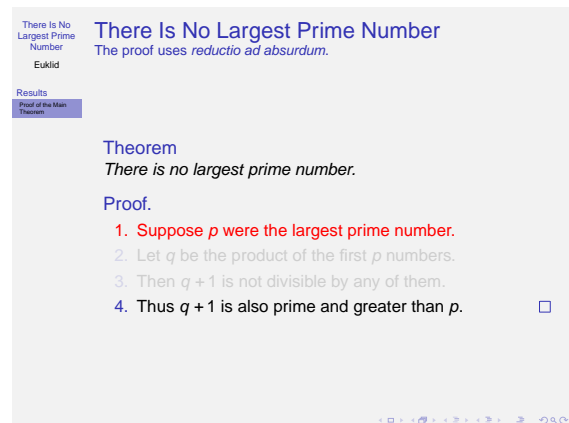 There Is No
Largest Prime
Number
Euklid
Results
Proof of the Main
Theorem
There Is No Largest Prime Number
The proof uses reductio ad absurdum.
Theorem
There is no largest prime number.
Proof.
1. Suppose p were the largest prime number.
2. Let q be the product of the first p numbers.
3. Then q + 1 is not divisible by any of them.
4. Thus q + 1 is also prime and greater than p.